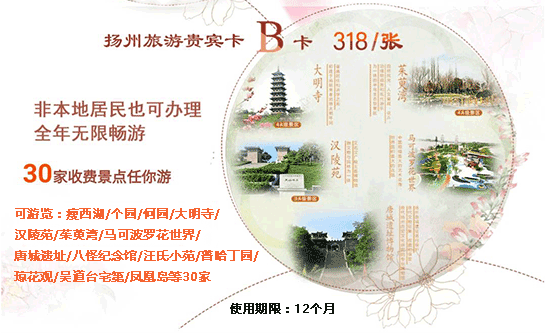 扬州旅游贵宾卡 B 卡 318/张
非本地居民也可办理
全年无限畅游
30家收费景点任你游
可游览：瘦西湖/个园/何园/大明寺/
汉陵苑/茱萸湾/马可波罗花世界/
唐城遗址/八怪纪念馆/汪氏小苑/普哈丁园/
琼花观/吴道台宅第/凤凰岛等30家
大明寺
4A级景区
茱萸湾
4A级景区
汉陵苑
3A级景区
马可波罗花世界
唐城遗址博物馆
使用期限：12个月